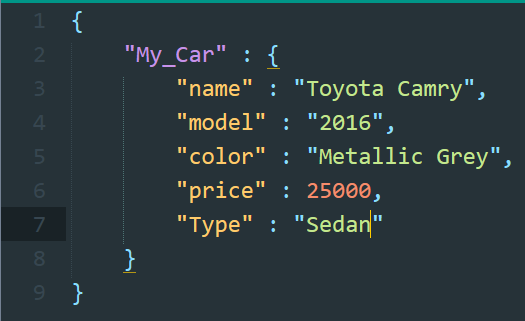 1 {
2     "My_Car" : {
3         "name" : "Toyota Camry",
4         "model" : "2016",
5         "color" : "Metallic Grey",
6         "price" : 25000,
7         "Type" : "Sedan"
8     }
9 }